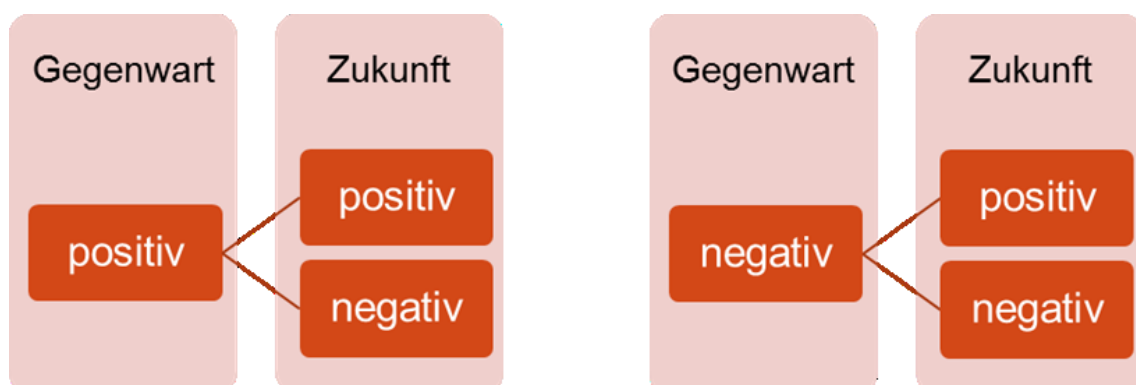 Gegenwart
Zukunft
positiv
positiv
negativ
Gegenwart
Zukunft
negativ
positiv
negativ